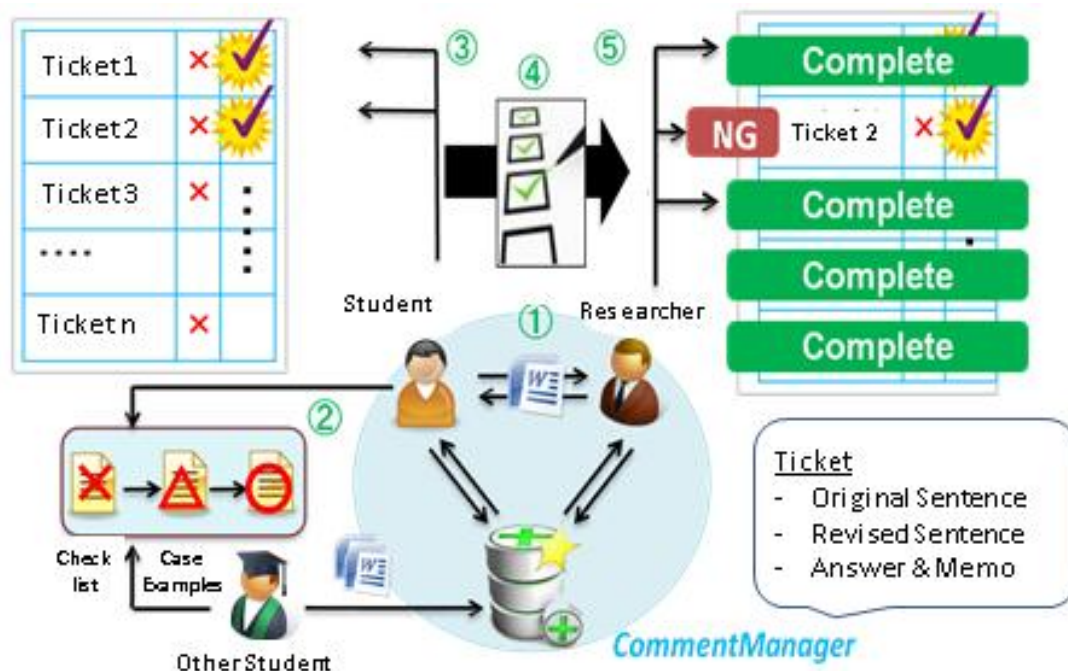 Ticket1
×
Ticket2
×
Ticket3
×
....
Ticket n
×
③
④
⑤
Complete
NG
Ticket 2
×
Complete
Complete
Complete
Student
Researcher
①
②
Check list
Case Examples
Other Student
CommentManager
Ticket
- Original Sentence
- Revised Sentence
- Answer & Memo